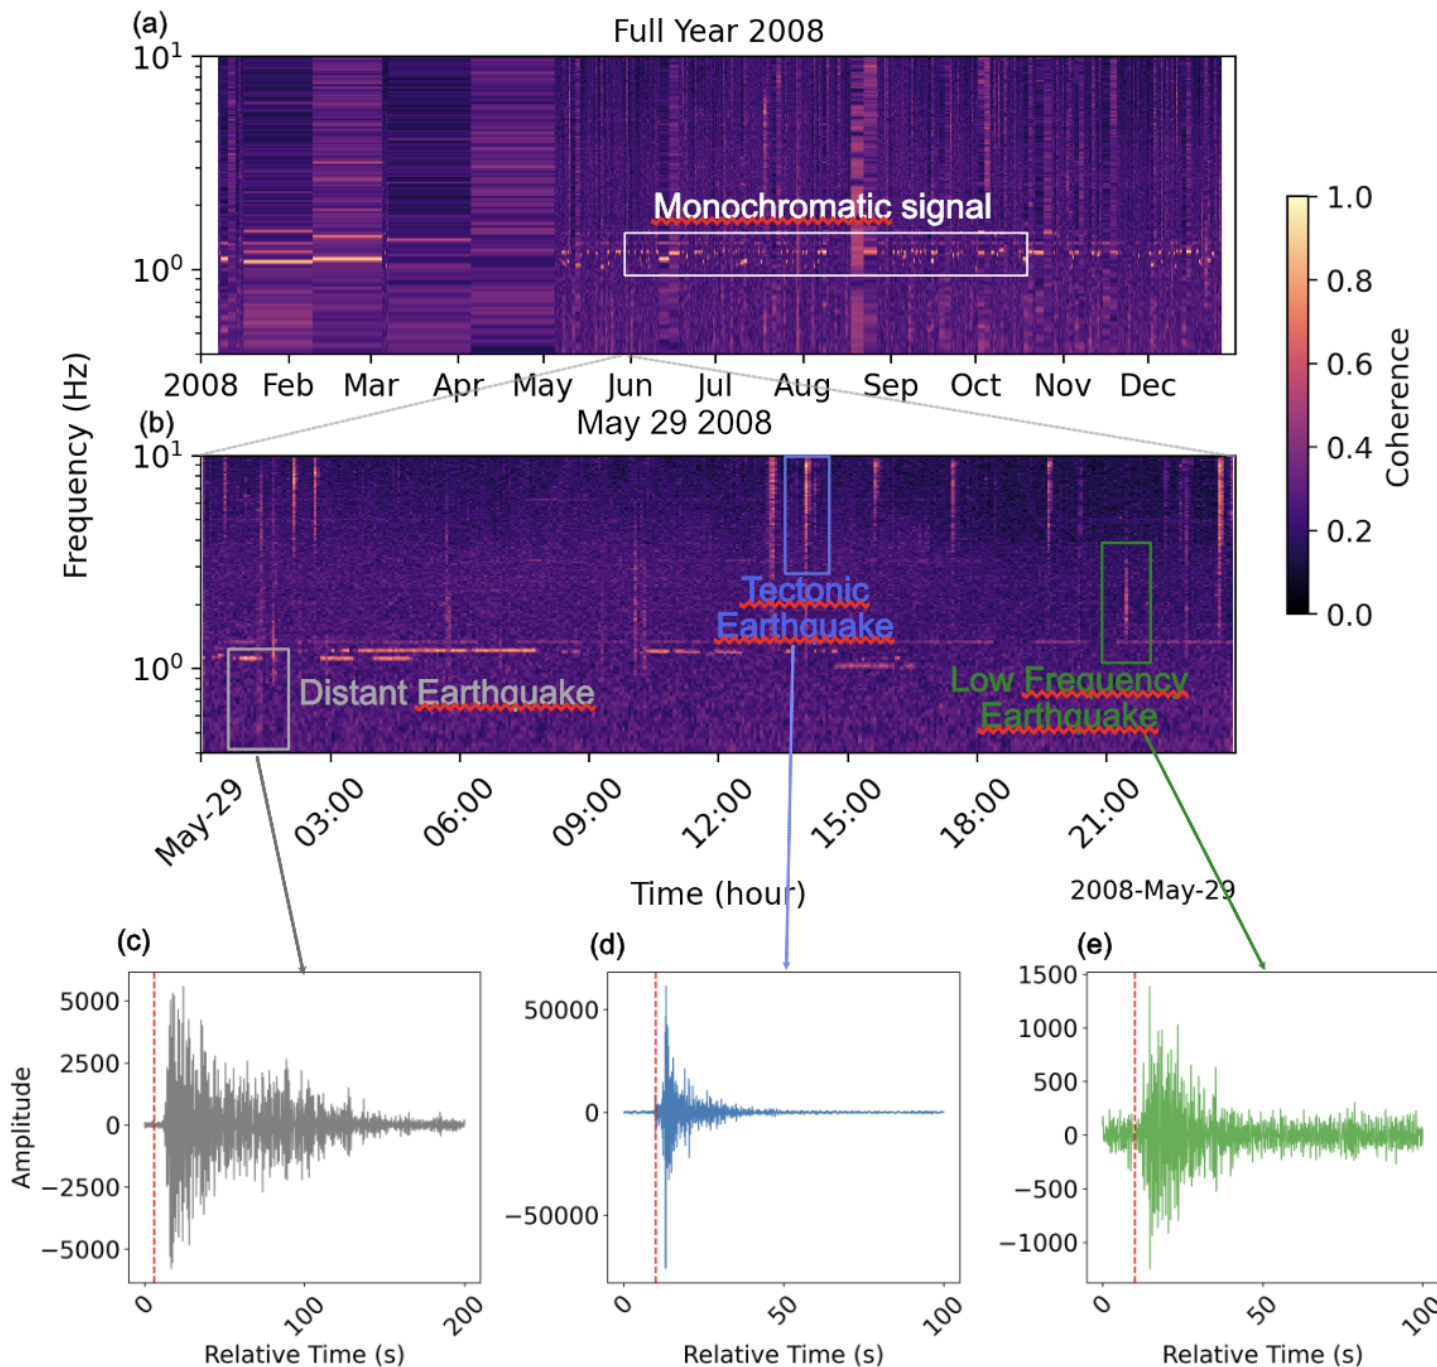 (a)
Full Year 2008
10¹
10⁰
Monochromatic signal
2008 Feb Mar Apr May Jun Jul Aug Sep Oct Nov Dec
Frequency (Hz)
1.0
0.8
0.6
0.4
0.2
0.0
Coherence
(b)
May 29 2008
10¹
10⁰
Tectonic
Earthquake
Distant Earthquake
Low Frequency
Earthquake
May-29 03:00 06:00 09:00 12:00 15:00 18:00 21:00
Time (hour)
2008-May-29
(c)
5000
2500
0
−2500
−5000
Amplitude
0 100 200
Relative Time (s)
(d)
50000
0
−50000
0 50 100
Relative Time (s)
(e)
1500
1000
500
0
−500
−1000
0 50 100
Relative Time (s)